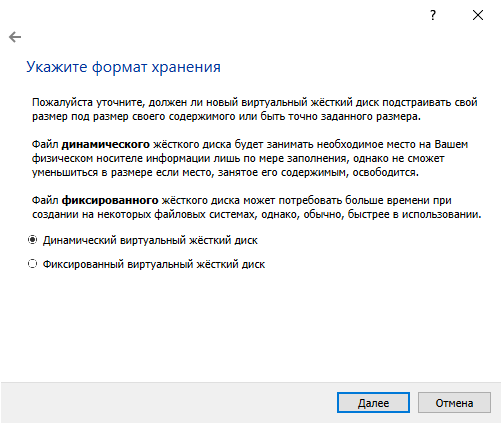 ?
Укажите формат хранения
Пожалуйста уточните, должен ли новый виртуальный жёсткий диск подстраивать свой
размер под размер своего содержимого или быть точно заданного размера.
Файл динамического жёсткого диска будет занимать необходимое место на Вашем
физическом носителе информации лишь по мере заполнения, однако не сможет
уменьшиться в размере если место, занятое его содержимым, освободится.
Файл фиксированного жёсткого диска может потребовать больше времени при
создании на некоторых файловых системах, однако, обычно, быстрее в использовании.
Динамический виртуальный жёсткий диск
Фиксированный виртуальный жёсткий диск
Далее
Отмена